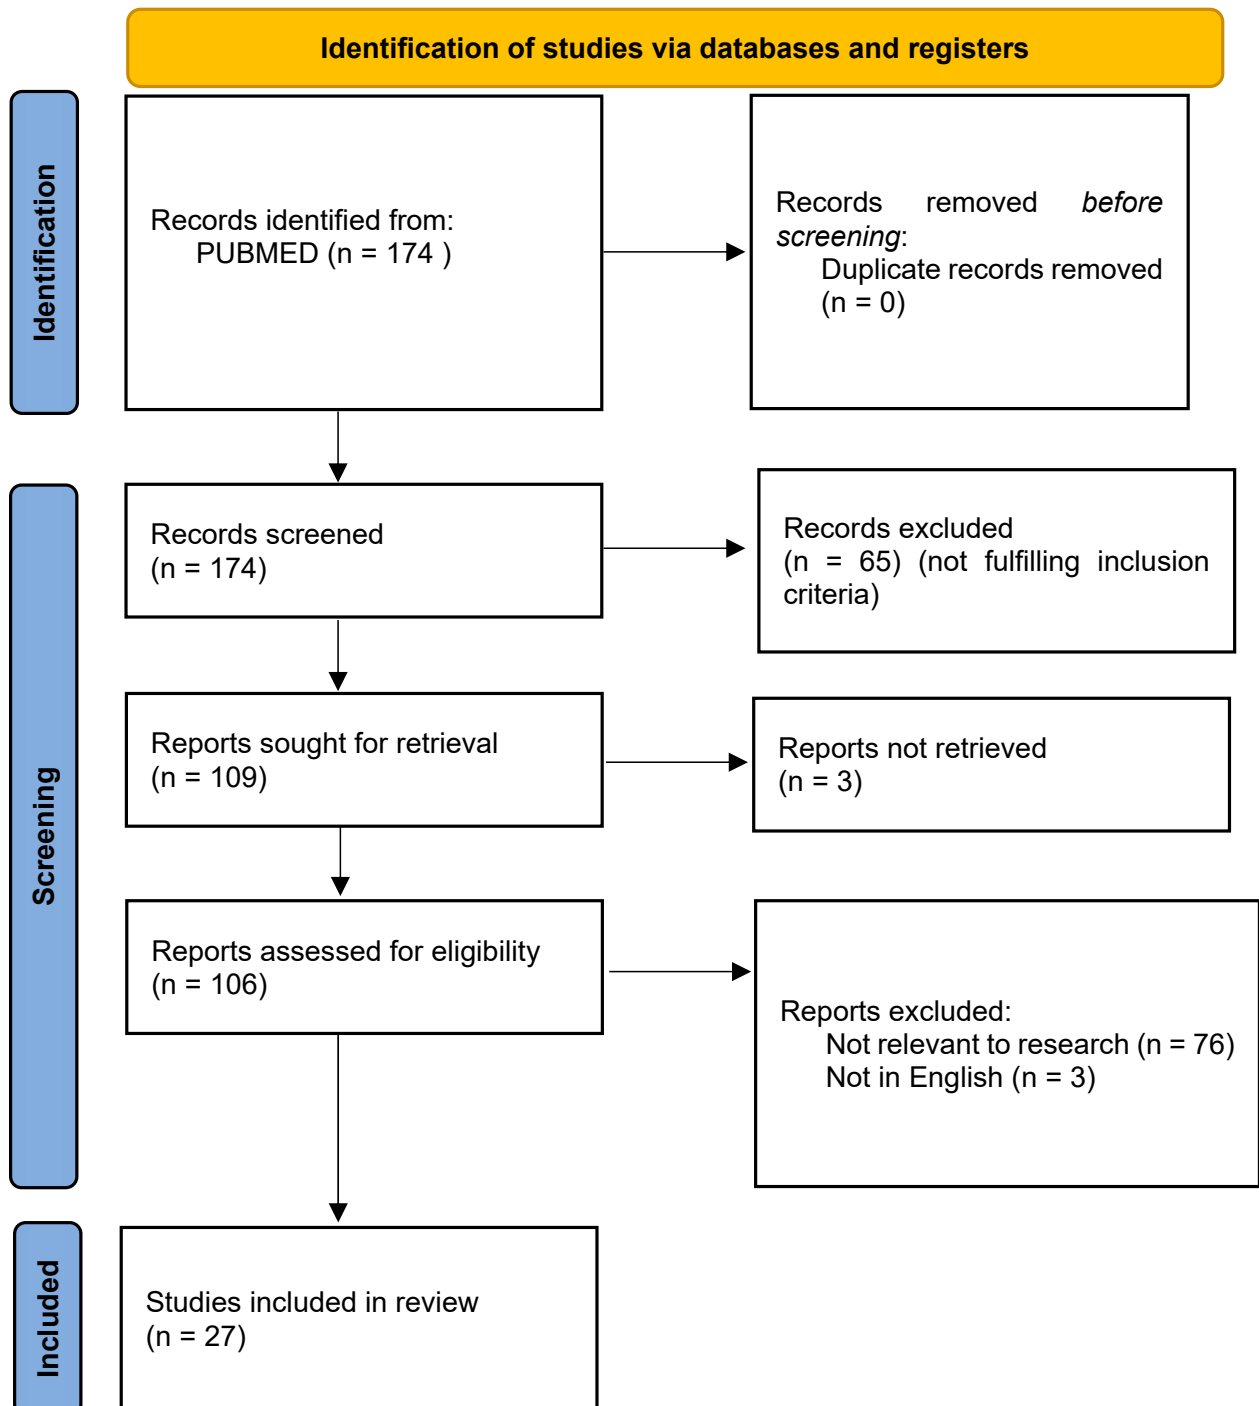 Identification of studies via databases and registers
Identification
Records identified from:
PUBMED (n = 174 )
Records removed before
screening:
Duplicate records removed
(n = 0)
Screening
Records screened
(n = 174)
Records excluded
(n = 65) (not fulfilling inclusion
criteria)
Reports sought for retrieval
(n = 109)
Reports not retrieved
(n = 3)
Reports assessed for eligibility
(n = 106)
Reports excluded:
Not relevant to research (n = 76)
Not in English (n = 3)
Included
Studies included in review
(n = 27)